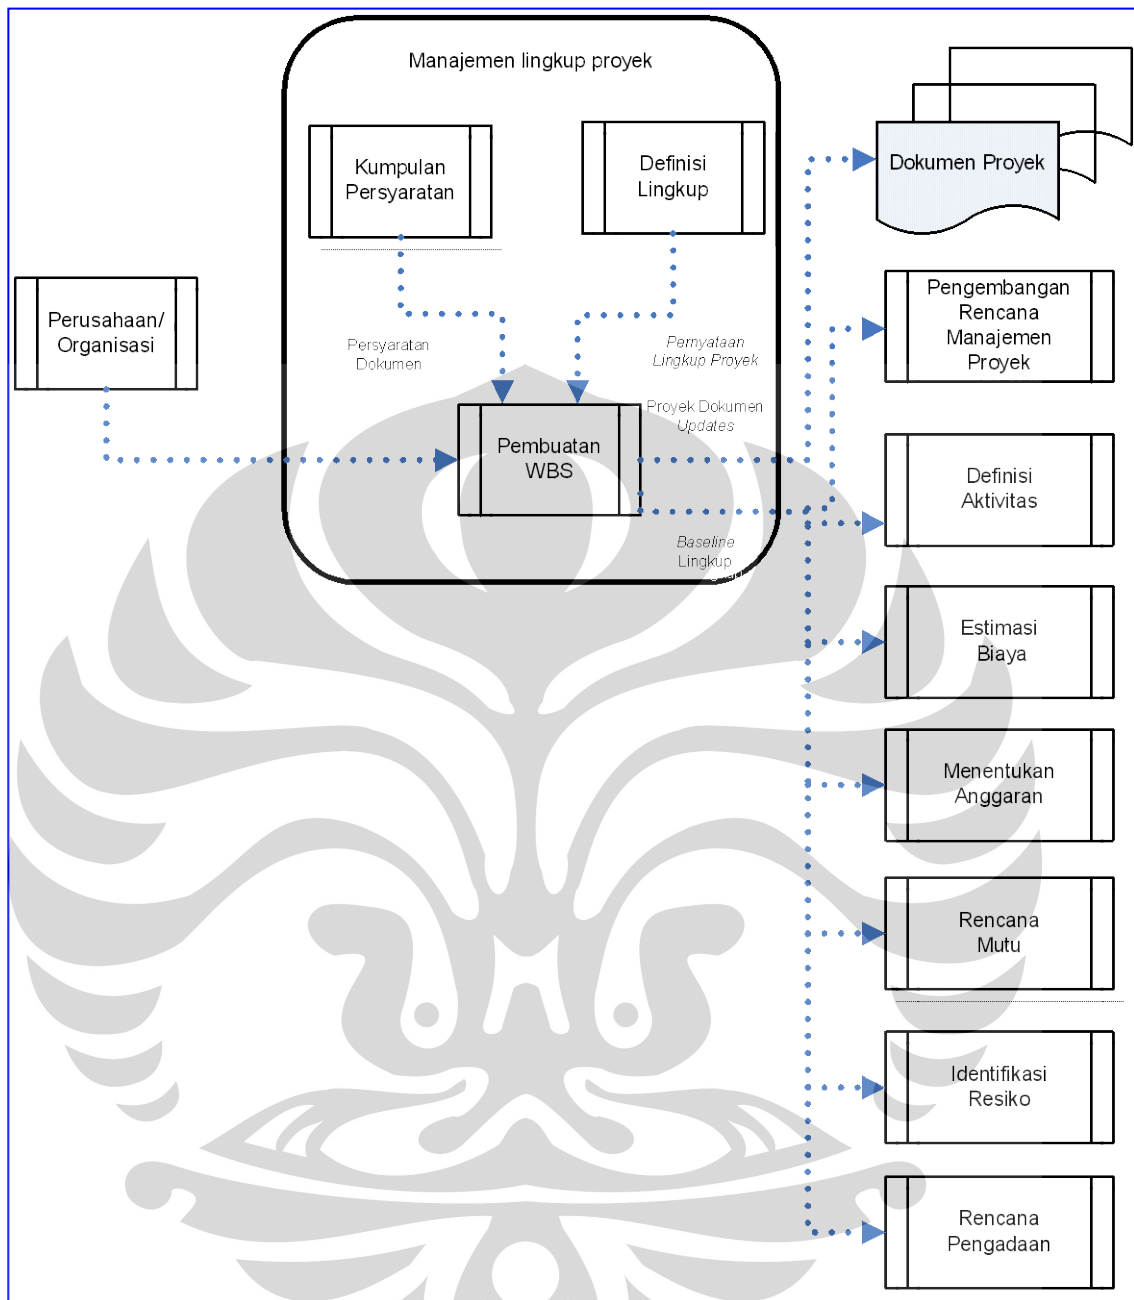 Manajemen lingkup proyek
Kumpulan
Persyaratan
Definisi
Lingkup
Dokumen Proyek
Perusahaan/
Organisasi
Pengembangan
Rencana
Manajemen
Proyek
Persyaratan
Dokumen
Pernyataan
Lingkup Proyek
Proyek Dokumen
Updates
Pembuatan
WBS
Definisi
Aktivitas
Baseline
Lingkup
Estimasi
Biaya
Menentukan
Anggaran
Rencana
Mutu
Identifikasi
Resiko
Rencana
Pengadaan